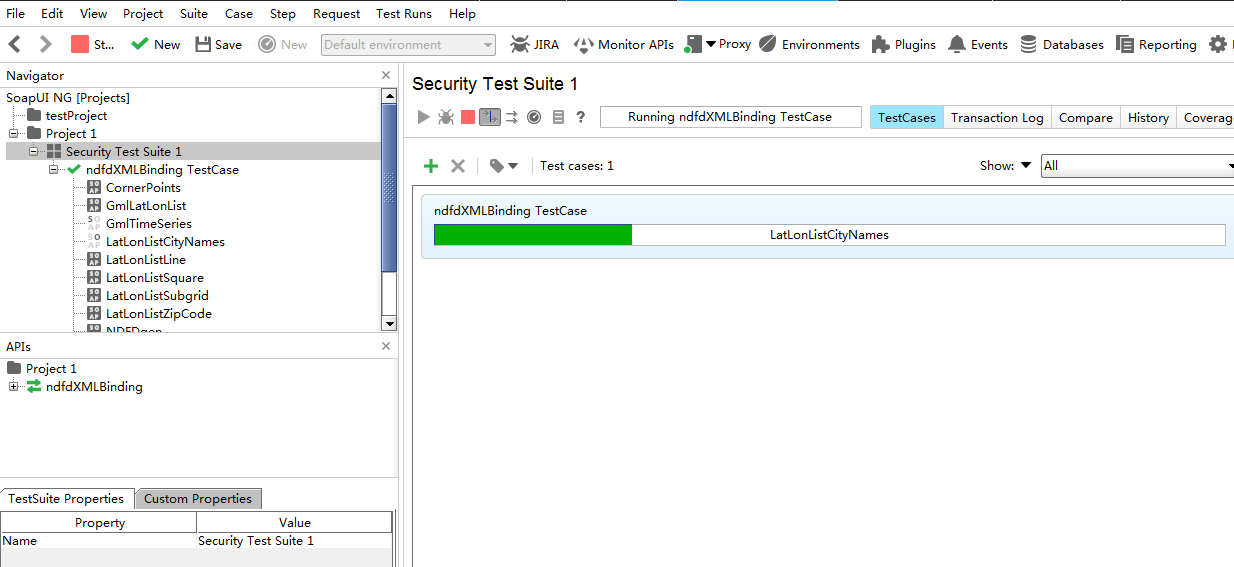 File Edit View Project Suite Case Step Request Test Runs Help
St... New Save New Default environment JIRA Monitor APIs Proxy Environments Plugins Events Databases Reporting
Navigator
Security Test Suite 1
SoapUI NG [Projects]
testProject
Running ndfdXMLBinding TestCase TestCases Transaction Log Compare History Coverag
Project 1
Security Test Suite 1
Test cases: 1 Show: All
ndfdXMLBinding TestCase
CornerPoints
GmlLatLonList
GmlTimeSeries
LatLonListCityNames
LatLonListLine
LatLonListSquare
LatLonListSubgrid
LatLonListZipCode
ndfdXMLBinding TestCase
LatLonListCityNames
APIs
Project 1
ndfdXMLBinding
TestSuite Properties Custom Properties
Property Value
Name Security Test Suite 1